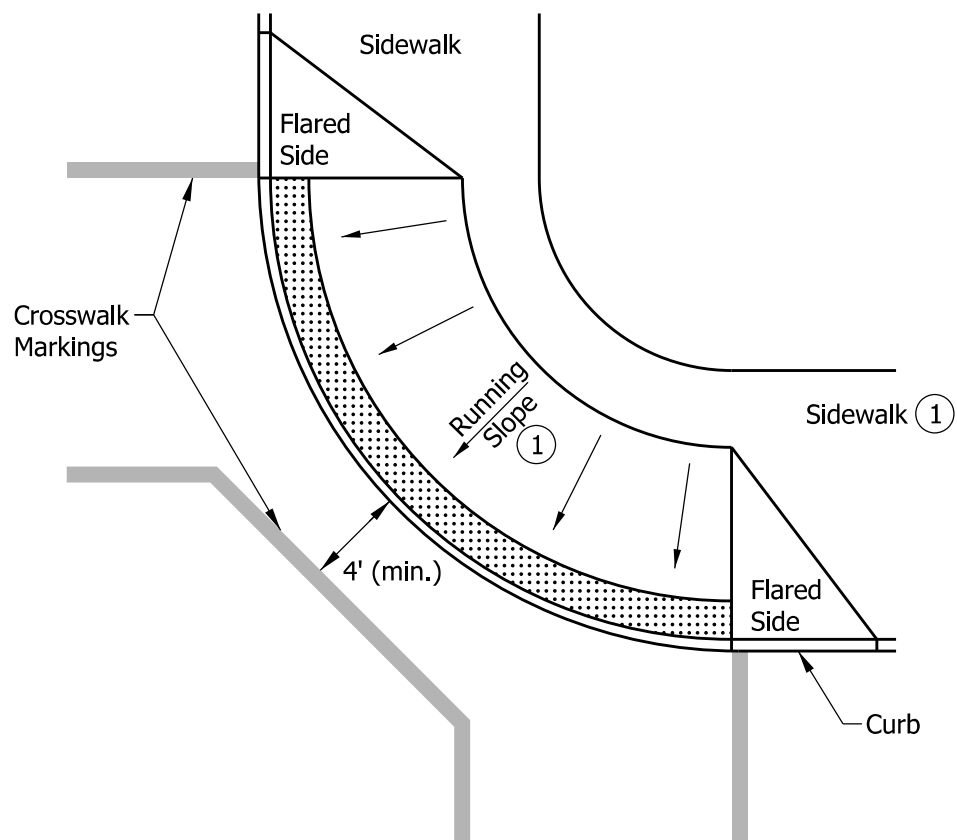 Sidewalk
Flared
Side
Crosswalk
Markings
Running
Slope
1
Sidewalk 1
4' (min.)
Flared
Side
Curb